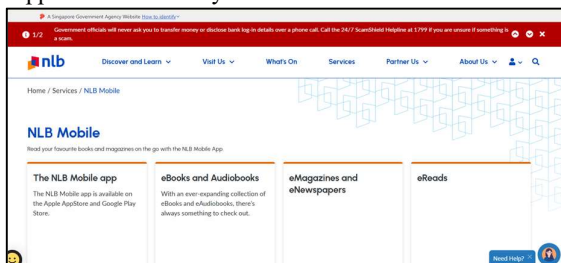 A Singapore Government Agency Website How to identify
1/2
Government officials will never ask you to transfer money or disclose bank log-in details over a phone call. Call the 24/7 ScamShield Helpline at 1799 if you are unsure if something is
a scam.
nlb
Discover and Learn
Visit Us
What's On
Services
Partner Us
About Us
Home / Services / NLB Mobile
NLB Mobile
Read your favourite books and magazines on the go with the NLB Mobile App.
The NLB Mobile app
The NLB Mobile app is available on
the Apple AppStore and Google Play
Store.
eBooks and Audiobooks
With an ever-expanding collection of
eBooks and eAudiobooks, there's
always something to check out.
eMagazines and
eNewspapers
eReads
Need Help?